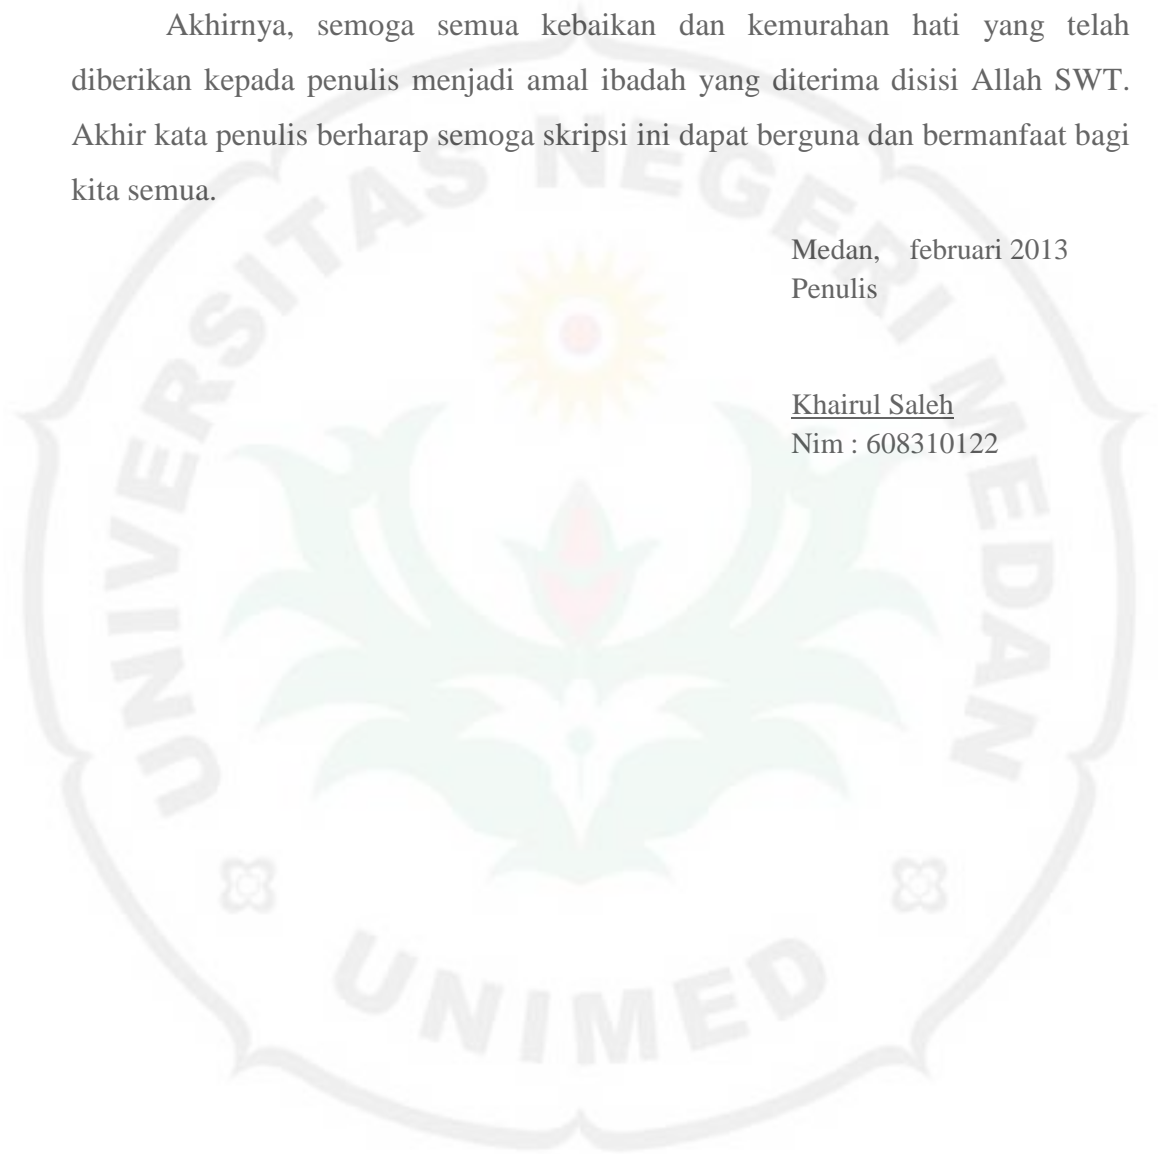 Akhirnya, semoga semua kebaikan dan kemurahan hati yang telah
diberikan kepada penulis menjadi amal ibadah yang diterima disisi Allah SWT.
Akhir kata penulis berharap semoga skripsi ini dapat berguna dan bermanfaat bagi
kita semua.
Medan, februari 2013
Penulis
Khairul Saleh
Nim : 608310122
UNIVERSITAS NEGERI MEDAN
UNIMED